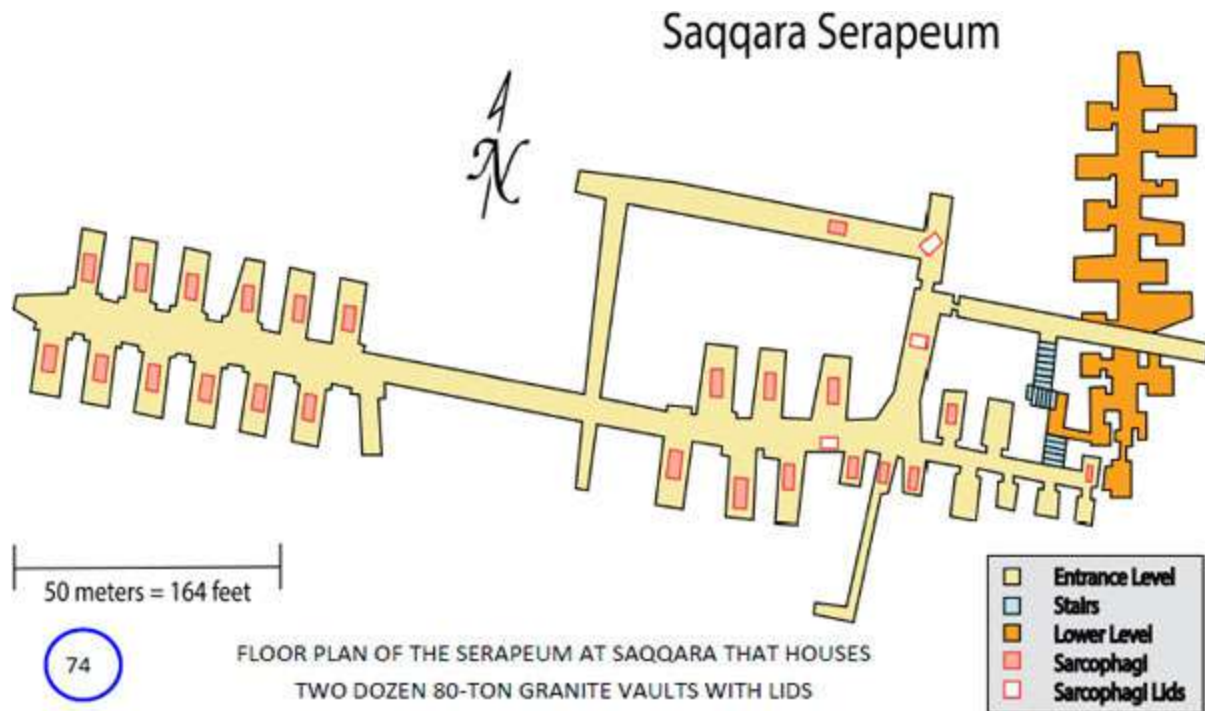 Saqqara Serapeum
N
50 meters = 164 feet
74
FLOOR PLAN OF THE SERAPEUM AT SAQQARA THAT HOUSES
TWO DOZEN 80-TON GRANITE VAULTS WITH LIDS
Entrance Level
Stairs
Lower Level
Sarcophagi
Sarcophagi Lids